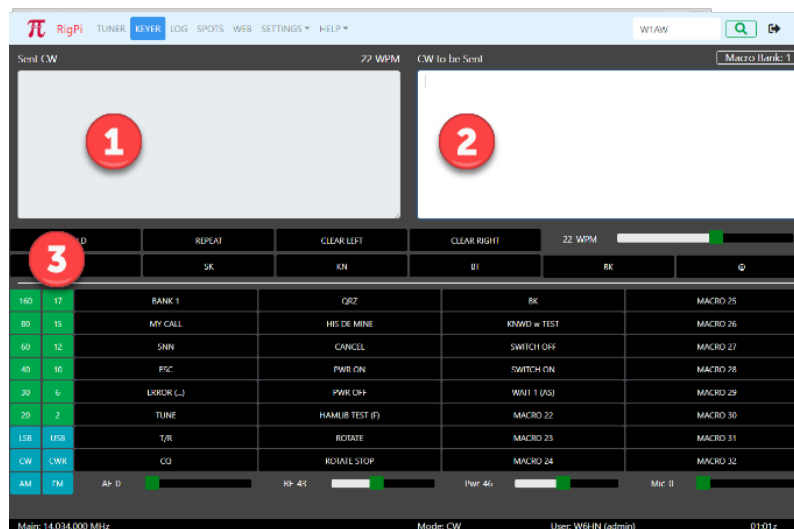 π RigPi TUNER KEYER LOG SPOTS WEB SETTINGS HELP W1AW
Sent CW 22 WPM CW to be Sent Macro Bank: 1
1 2
D REPEAT CLEAR LEFT CLEAR RIGHT 22 WPM
3 SK KN BT BK @
160 17 BANK 1 QRZ BK MACRO 25
80 15 MY CALL HIS DE MINE KNWD w TEST MACRO 26
60 12 5NN CANCEL SWITCH OFF MACRO 27
40 10 ESC PWR ON SWITCH ON MACRO 28
30 6 ERROR (...) PWR OFF WAIT 1 (AS) MACRO 29
20 2 TUNE HAMLIB TEST (F) MACRO 22 MACRO 30
LSB USB T/R ROTATE MACRO 23 MACRO 31
CW CWR CQ ROTATE STOP MACRO 24 MACRO 32
AM FM AF 0 RF 43 Pwr 46 Mic 0
Main: 14,034,000 MHz Mode: CW User: W6HN (admin) 01:01z